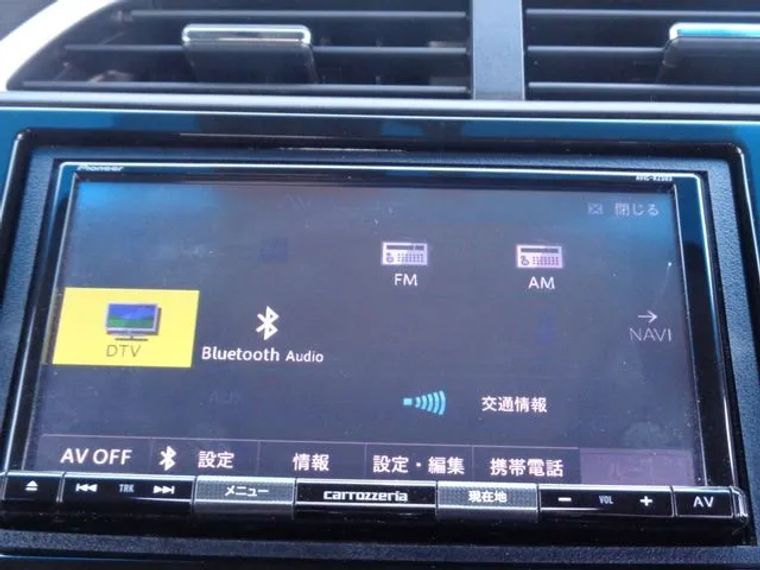 Pioneer
閉じる
FM
AM
DTV
Bluetooth Audio
NAVI
交通情報
AV OFF
設定
情報
設定・編集
携帯電話
TRK
メニュー
carrozzeria
現在地
VOL
AV